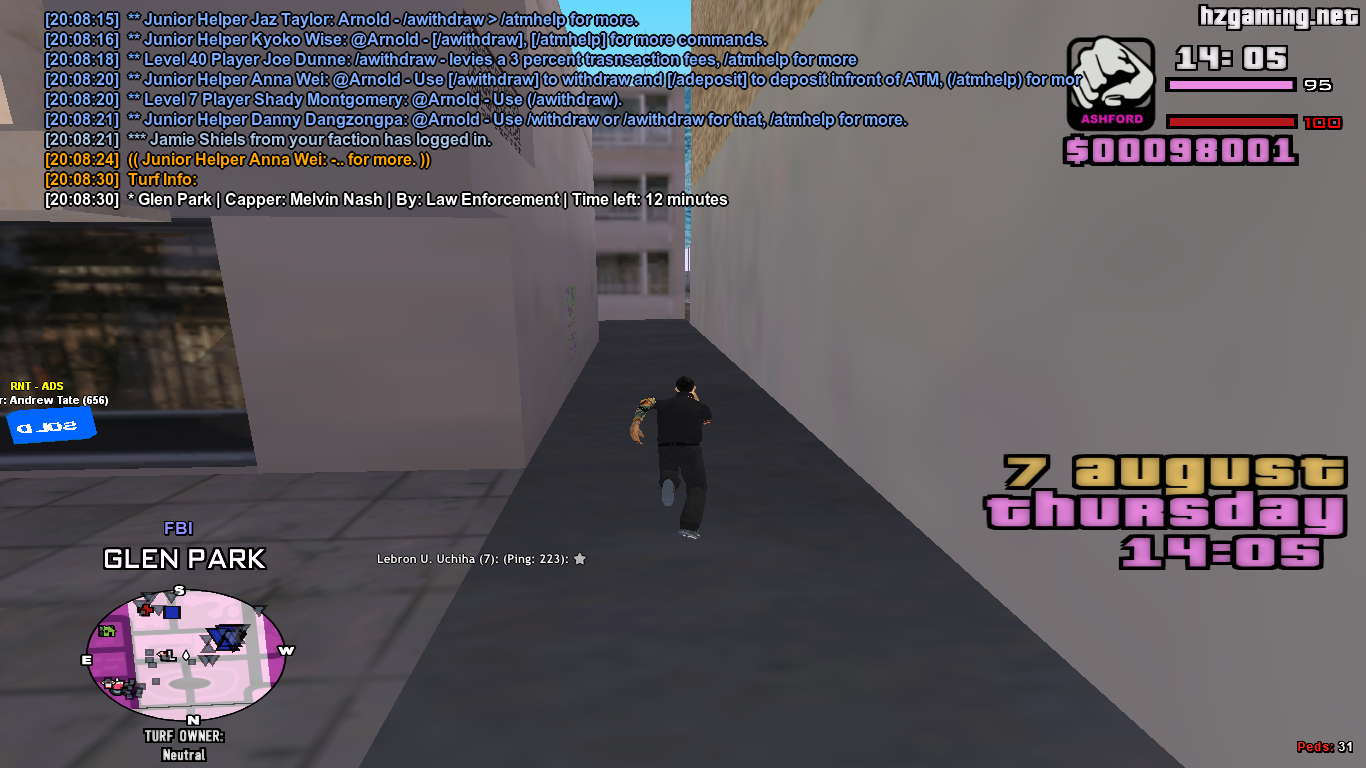 [20:08:15] ** Junior Helper Jaz Taylor: Arnold - /awithdraw > /atmhelp for more.
[20:08:16] ** Junior Helper Kyoko Wise: @Arnold - [/awithdraw], [/atmhelp] for more commands.
[20:08:18] ** Level 40 Player Joe Dunne: /awithdraw - levies a 3 percent trasnsaction fees, /atmhelp for more
[20:08:20] ** Junior Helper Anna Wei: @Arnold - Use [/awithdraw] to withdraw and [/adeposit] to deposit infront of ATM, (/atmhelp) for mor
[20:08:20] ** Level 7 Player Shady Montgomery: @Arnold - Use (/awithdraw).
[20:08:21] ** Junior Helper Danny Dangzongpa: @Arnold - Use /withdraw or /awithdraw for that, /atmhelp for more.
[20:08:21] *** Jamie Shiels from your faction has logged in.
[20:08:24] (( Junior Helper Anna Wei: -.. for more. ))
[20:08:30] Turf Info:
[20:08:30] * Glen Park | Capper: Melvin Nash | By: Law Enforcement | Time left: 12 minutes
hzgaming.net
14:05
95
ASHFORD
100
$00098001
RNT - ADS
r: Andrew Tate (656)
SOLD
7 august
thursday
14:05
FBI
GLEN PARK
Lebron U. Uchiha (7): (Ping: 223):
S
E
W
L
N
TURF OWNER:
Neutral
Peds: 31